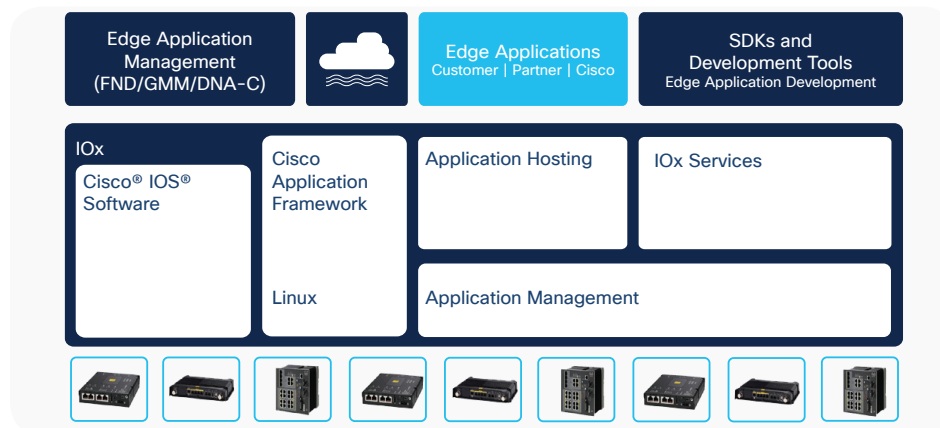 Edge Application
Management
(FND/GMM/DNA-C)
Edge Applications
Customer | Partner | Cisco
SDKs and
Development Tools
Edge Application Development
IOx
Cisco® IOS®
Software
Cisco
Application
Framework
Linux
Application Hosting
IOx Services
Application Management